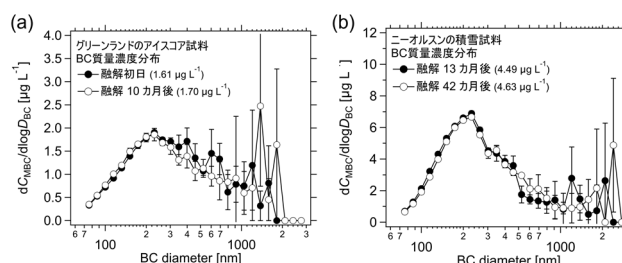 (a)
グリーンランドのアイスコア試料
BC質量濃度分布
融解初日 (1.61 µg L⁻¹)
融解 10 カ月後 (1.70 µg L⁻¹)
dC_MBC/dlogD_BC [µg L⁻¹]
4.0
3.5
3.0
2.5
2.0
1.5
1.0
0.5
0.0
6 7 100 2 3 4 5 6 1000 2 3
BC diameter [nm]
(b)
ニーオルスンの積雪試料
BC質量濃度分布
融解 13 カ月後 (4.49 µg L⁻¹)
融解 42 カ月後 (4.63 µg L⁻¹)
dC_MBC/dlogD_BC [µg L⁻¹]
12
10
8
6
4
2
0
6 7 100 2 3 4 5 6 1000 2
BC diameter [nm]